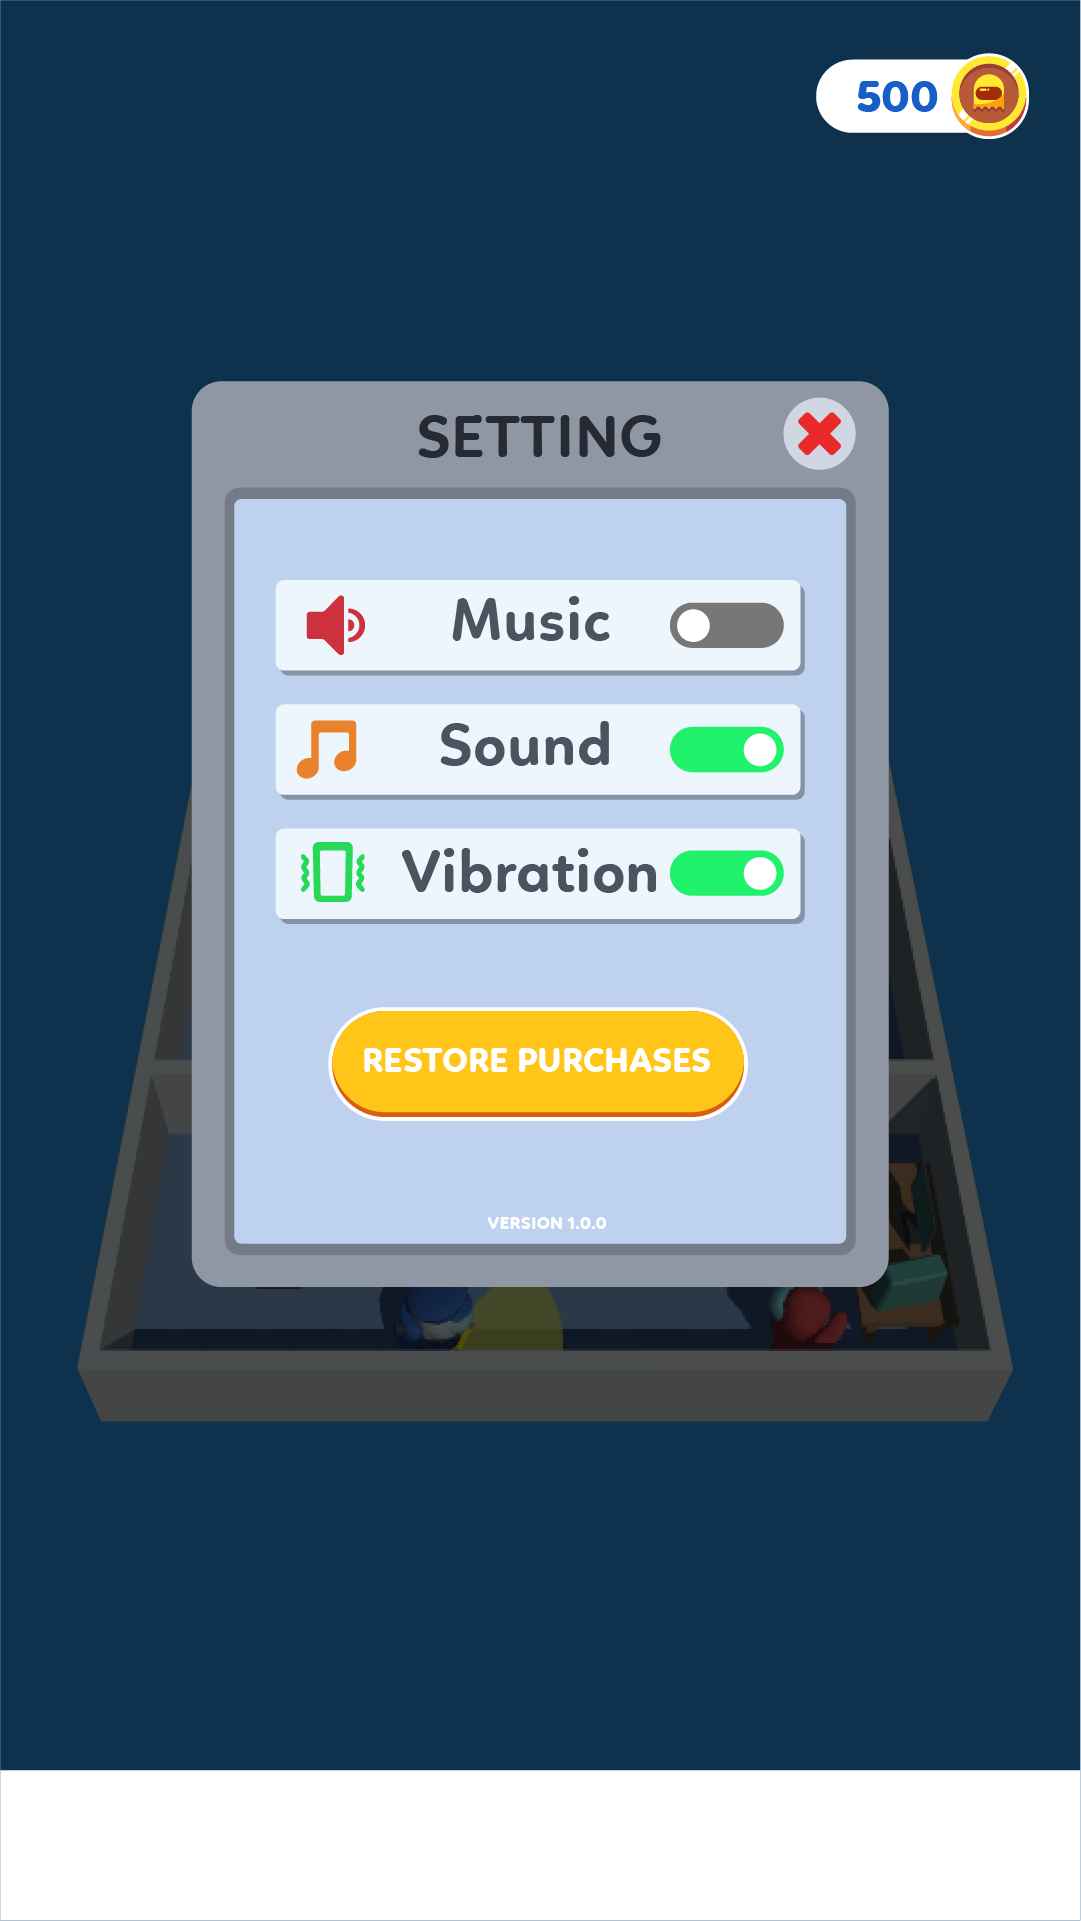 500
SETTING
Music
Sound
Vibration
RESTORE PURCHASES
VERSION 1.0.0